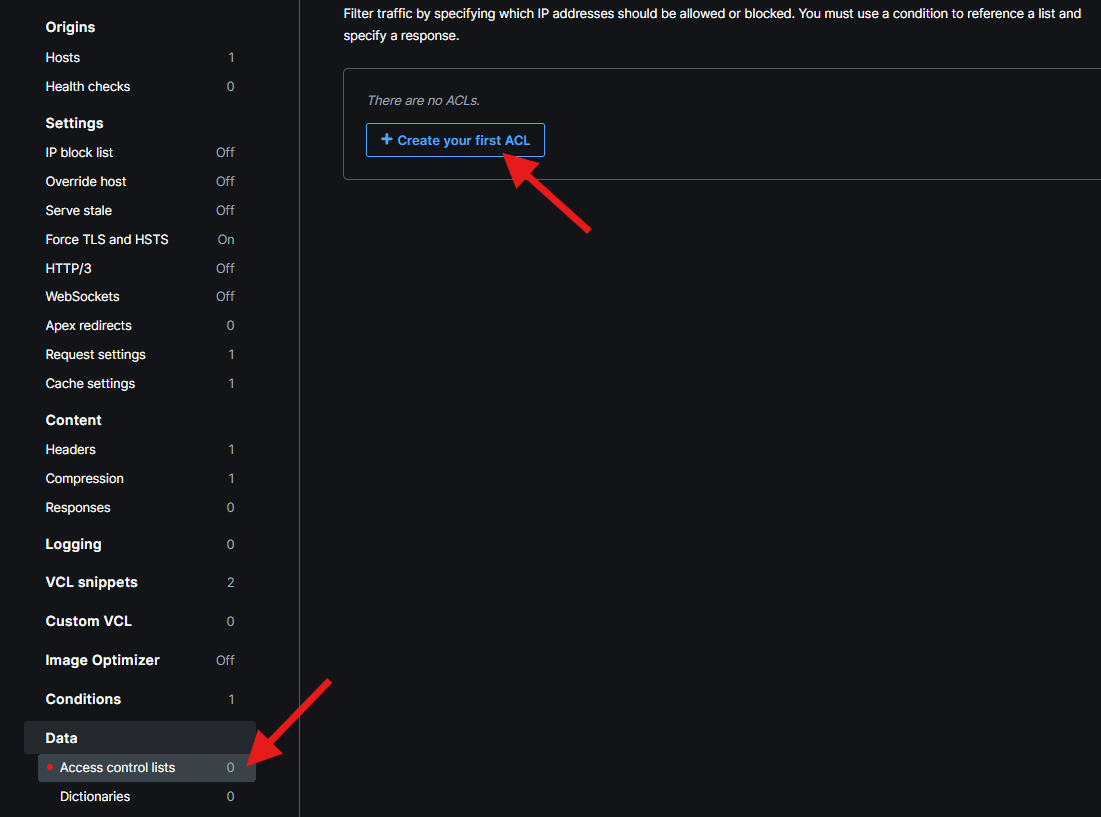 Origins
Hosts 1
Health checks 0
Settings
IP block list Off
Override host Off
Serve stale Off
Force TLS and HSTS On
HTTP/3 Off
WebSockets Off
Apex redirects 0
Request settings 1
Cache settings 1
Content
Headers 1
Compression 1
Responses 0
Logging 0
VCL snippets 2
Custom VCL 0
Image Optimizer Off
Conditions 1
Data
Access control lists 0
Dictionaries 0
Filter traffic by specifying which IP addresses should be allowed or blocked. You must use a condition to reference a list and
specify a response.
There are no ACLs.
+ Create your first ACL